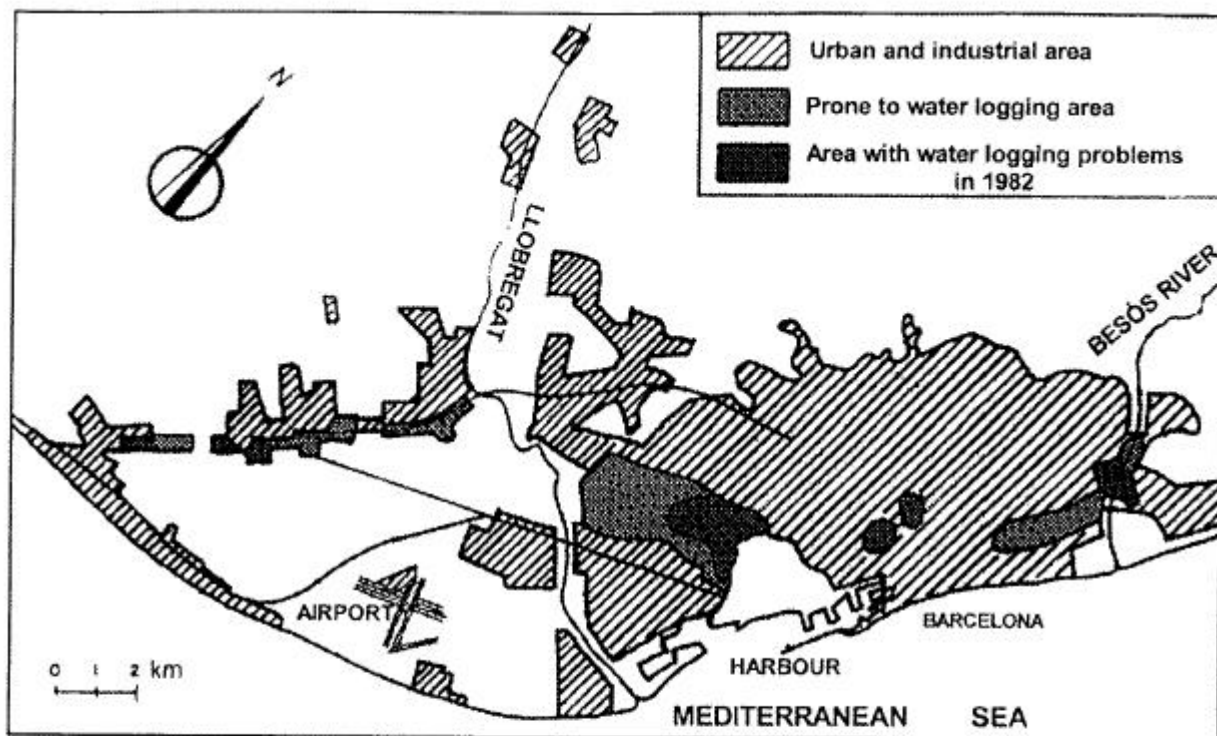 Urban and industrial area
Prone to water logging area
Area with water logging problems
in 1982
N
LLOBREGAT
BESÓS RIVER
AIRPORT
BARCELONA
HARBOUR
0 1 2 km
MEDITERRANEAN SEA